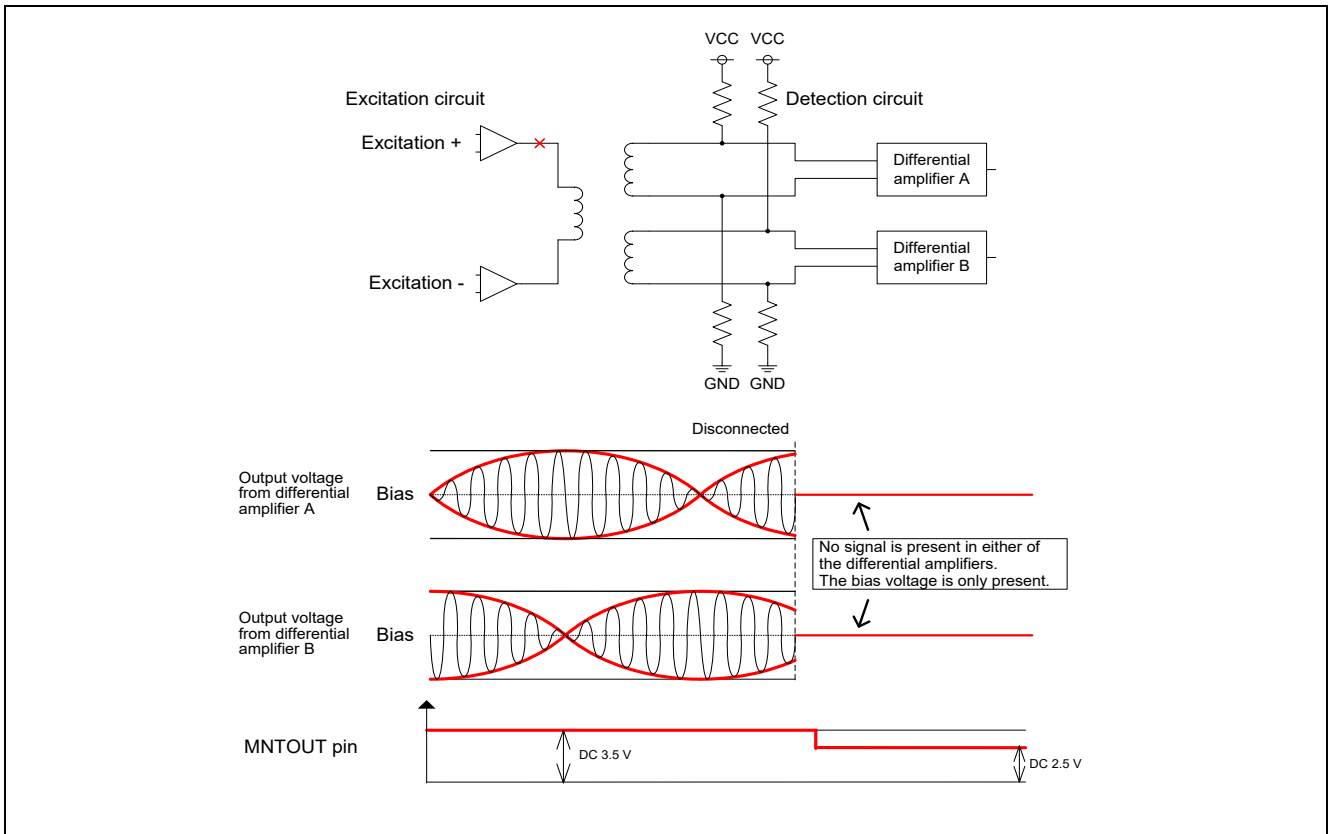 VCC VCC
Excitation circuit
Detection circuit
Excitation +
Differential
amplifier A
Differential
amplifier B
Excitation -
GND GND
Disconnected
Output voltage
from differential
amplifier A
Bias
No signal is present in either of
the differential amplifiers.
The bias voltage is only present.
Output voltage
from differential
amplifier B
Bias
MNTOUT pin
DC 3.5 V
DC 2.5 V